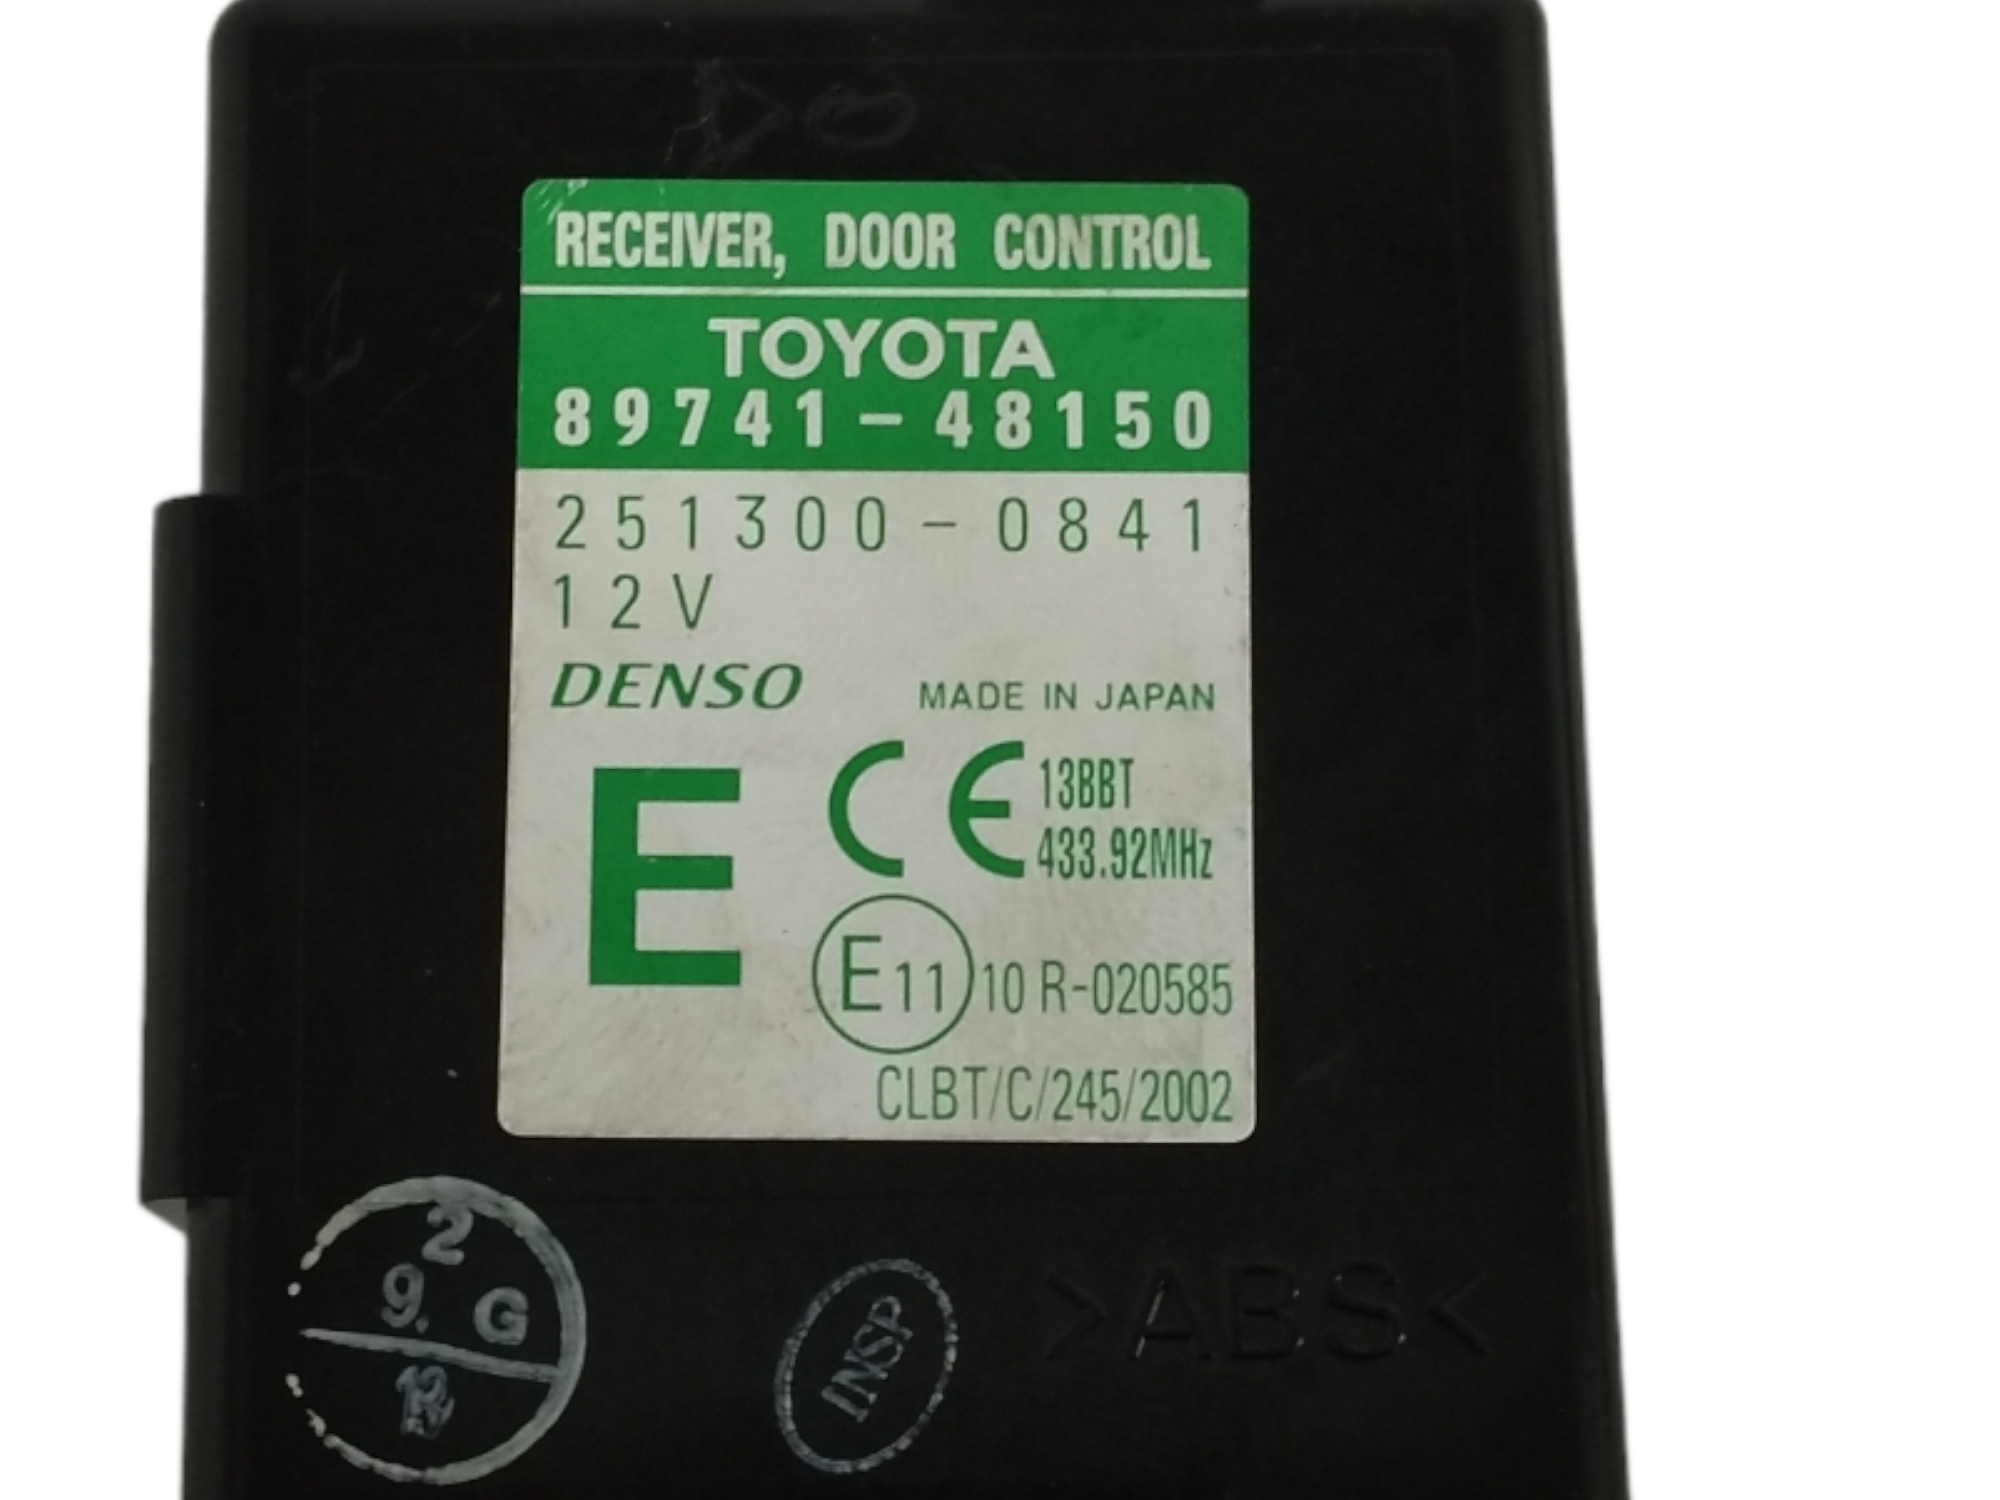 RECEIVER, DOOR CONTROL
TOYOTA
89741-48150
251300-0841
12V
DENSO MADE IN JAPAN
E CE 13BBT
433.92MHz
E11 10 R-020585
CLBT/C/245/2002
2
9. G
INSP
>ABS<